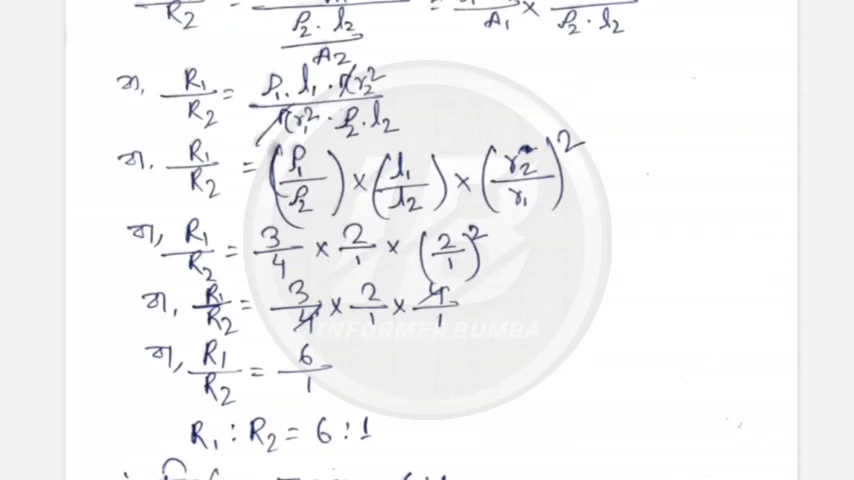 R₂ = ρ₂ · l₂ / A₂ = A₁ × ρ₂ · l₂
বা, R₁/R₂ = ρ₁ · l₁ · πr₂² / πr₁² · ρ₂ · l₂
বা, R₁/R₂ = (ρ₁/ρ₂) × (l₁/l₂) × (r₂/r₁)²
বা, R₁/R₂ = 3/4 × 2/1 × (2/1)²
বা, R₁/R₂ = 3/4 × 2/1 × 4/1
INFORMER BUMBA
বা, R₁/R₂ = 6/1
R₁ : R₂ = 6 : 1